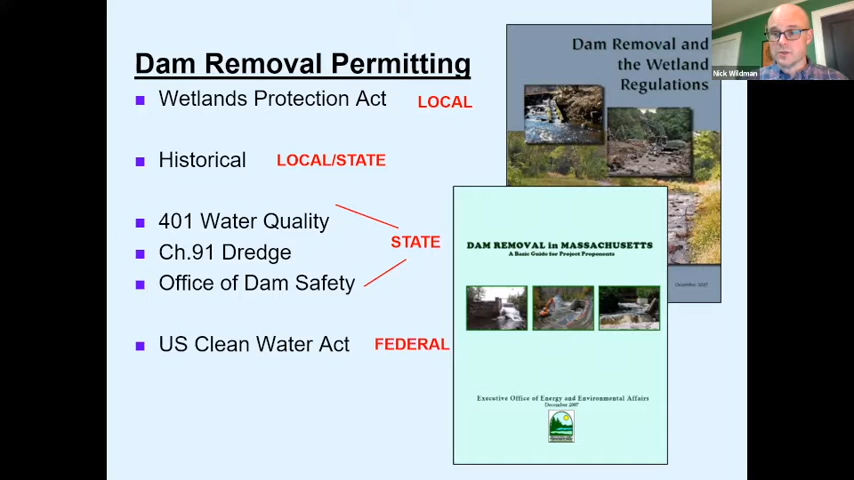 Dam Removal Permitting
Wetlands Protection Act LOCAL
Historical LOCAL/STATE
401 Water Quality
Ch.91 Dredge
STATE
Office of Dam Safety
US Clean Water Act FEDERAL
Dam Removal and
the Wetland
Regulations
December 2007
DAM REMOVAL in MASSACHUSETTS
A Basic Guide for Project Proponents
Executive Office of Energy and Environmental Affairs
December 2007
Nick Wildman